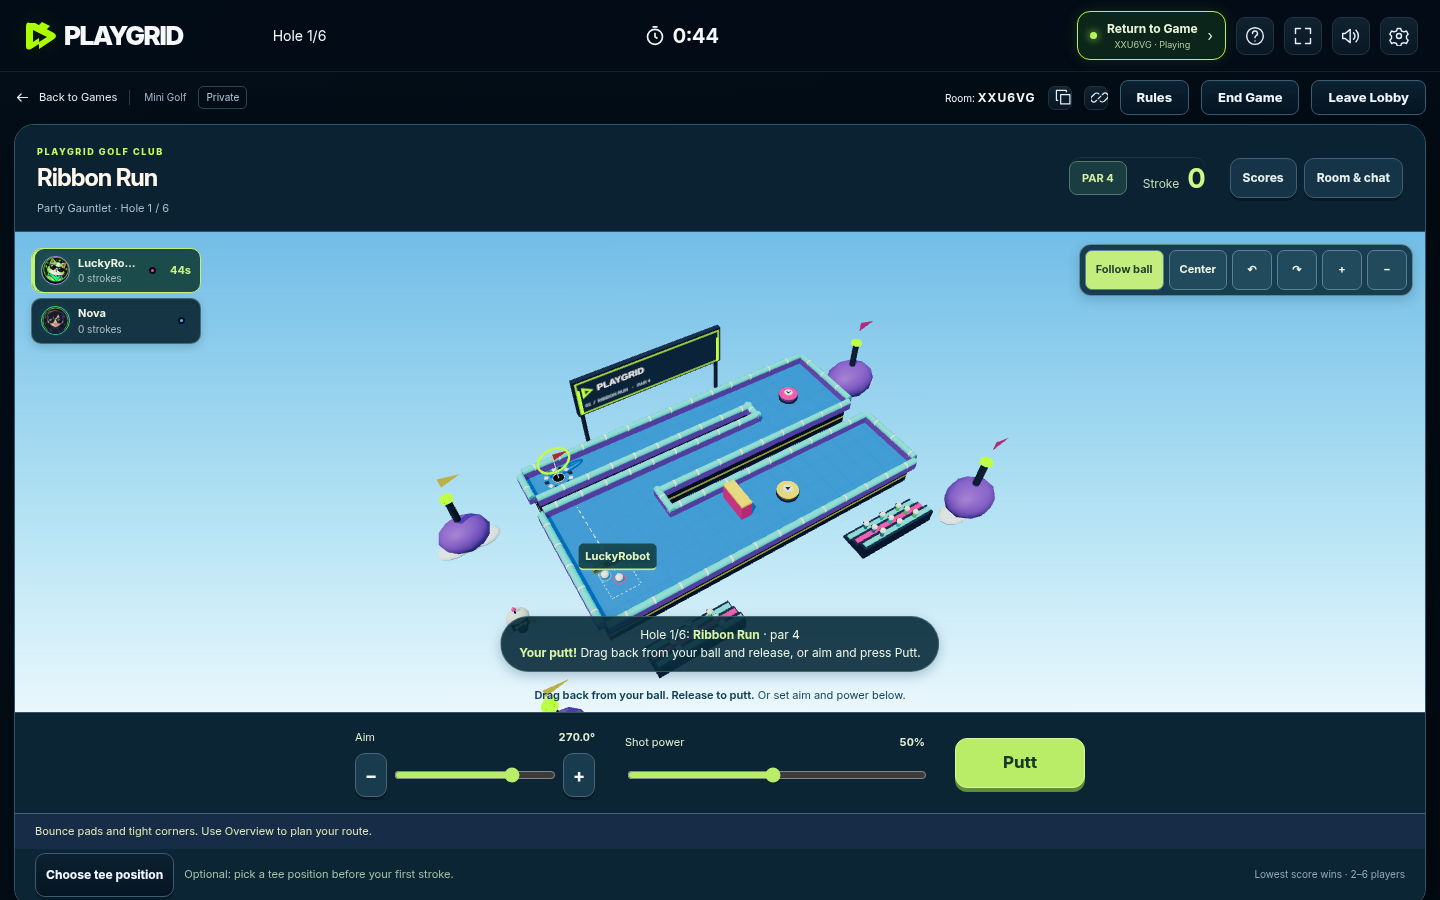 PLAYGRID
Hole 1/6
0:44
Return to Game
XXU6VG · Playing
Back to Games
Mini Golf
Private
Room: XXU6VG
Rules
End Game
Leave Lobby
PLAYGRID GOLF CLUB
Ribbon Run
Party Gauntlet · Hole 1 / 6
PAR 4
Stroke 0
Scores
Room & chat
LuckyRo...
0 strokes
44s
Nova
0 strokes
Follow ball
Center
↶
↷
+
−
PLAYGRID
RIBBON RUN · PAR 4
LuckyRobot
Hole 1/6: Ribbon Run · par 4
Your putt! Drag back from your ball and release, or aim and press Putt.
Drag back from your ball. Release to putt. Or set aim and power below.
Aim
270.0°
−
+
Shot power
50%
Putt
Bounce pads and tight corners. Use Overview to plan your route.
Choose tee position
Optional: pick a tee position before your first stroke.
Lowest score wins · 2–6 players